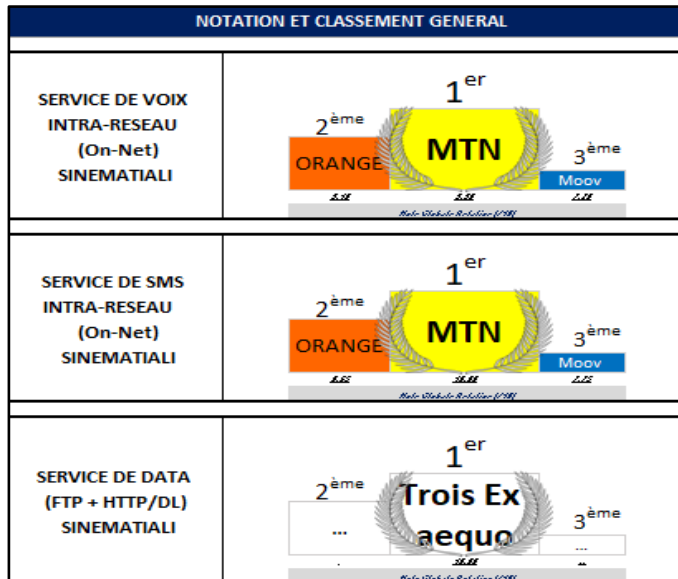 NOTATION ET CLASSEMENT GENERAL
SERVICE DE VOIX
INTRA-RESEAU
(On-Net)
SINEMATIALI
1er
2ème
MTN
ORANGE
3ème
Moov
SERVICE DE SMS
INTRA-RESEAU
(On-Net)
SINEMATIALI
1er
2ème
MTN
ORANGE
3ème
Moov
SERVICE DE DATA
(FTP + HTTP/DL)
SINEMATIALI
1er
2ème
Trois Ex
aequo
...
3ème
...